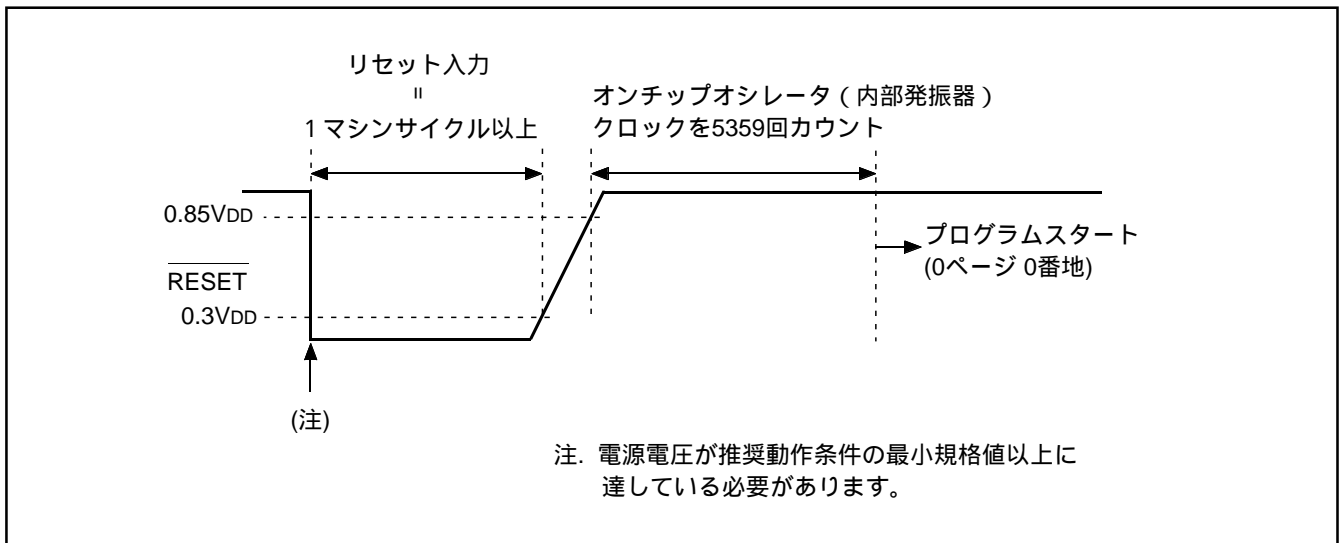 リセット入力
=
1 マシンサイクル以上
オンチップオシレータ（内部発振器）
クロックを5359回カウント
0.85VDD
RESET
0.3VDD
プログラムスタート
(0ページ 0番地)
(注)
注. 電源電圧が推奨動作条件の最小規格値以上に
達している必要があります。